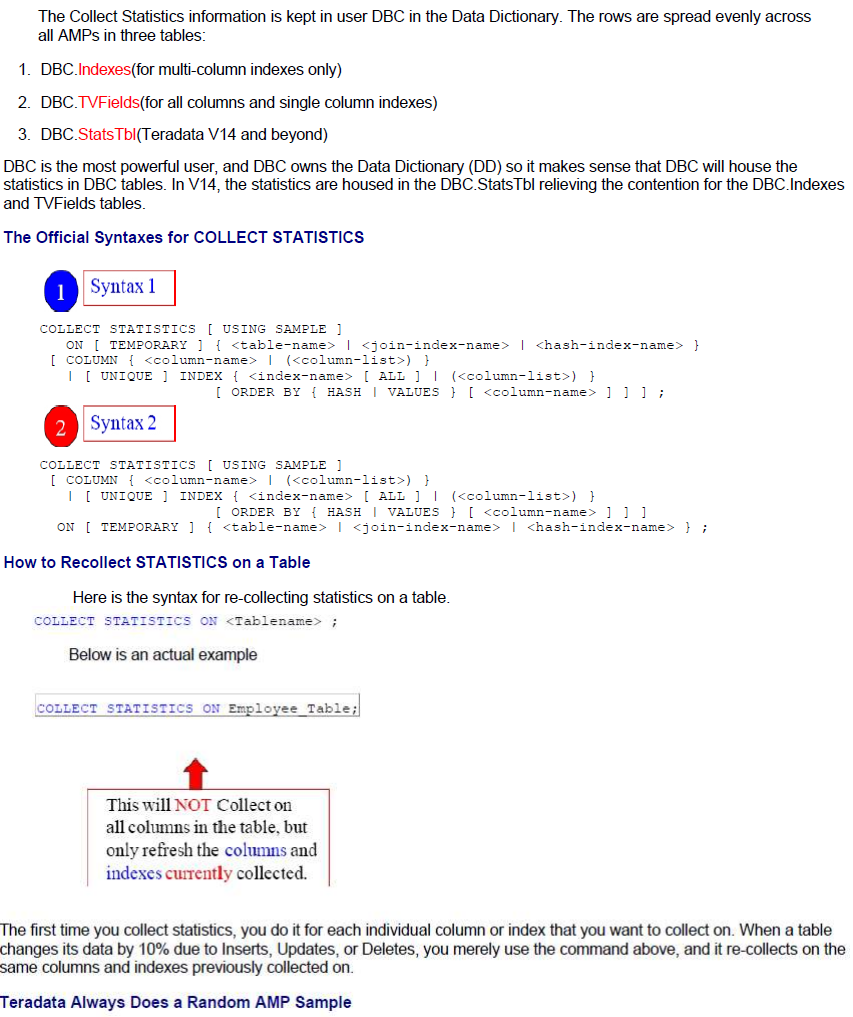 The Collect Statistics information is kept in user DBC in the Data Dictionary. The rows are spread evenly across
all AMPs in three tables:
1. DBC.Indexes(for multi-column indexes only)
2. DBC.TVFields(for all columns and single column indexes)
3. DBC.StatsTbl(Teradata V14 and beyond)
DBC is the most powerful user, and DBC owns the Data Dictionary (DD) so it makes sense that DBC will house the
statistics in DBC tables. In V14, the statistics are housed in the DBC.StatsTbl relieving the contention for the DBC.Indexes
and TVFields tables.
The Official Syntaxes for COLLECT STATISTICS
1 Syntax 1
COLLECT STATISTICS [ USING SAMPLE ]
ON [ TEMPORARY ] { <table-name> | <join-index-name> | <hash-index-name> }
[ COLUMN { <column-name> | (<column-list>) }
| [ UNIQUE ] INDEX { <index-name> [ ALL ] | (<column-list>) }
[ ORDER BY { HASH | VALUES } [ <column-name> ] ] ] ;
2 Syntax 2
COLLECT STATISTICS [ USING SAMPLE ]
[ COLUMN { <column-name> | (<column-list>) }
| [ UNIQUE ] INDEX { <index-name> [ ALL ] | (<column-list>) }
[ ORDER BY { HASH | VALUES } [ <column-name> ] ] ]
ON [ TEMPORARY ] { <table-name> | <join-index-name> | <hash-index-name> } ;
How to Recollect STATISTICS on a Table
Here is the syntax for re-collecting statistics on a table.
COLLECT STATISTICS ON <Tablename> ;
Below is an actual example
COLLECT STATISTICS ON Employee_Table;
This will NOT Collect on
all columns in the table, but
only refresh the columns and
indexes currently collected.
The first time you collect statistics, you do it for each individual column or index that you want to collect on. When a table
changes its data by 10% due to Inserts, Updates, or Deletes, you merely use the command above, and it re-collects on the
same columns and indexes previously collected on.
Teradata Always Does a Random AMP Sample